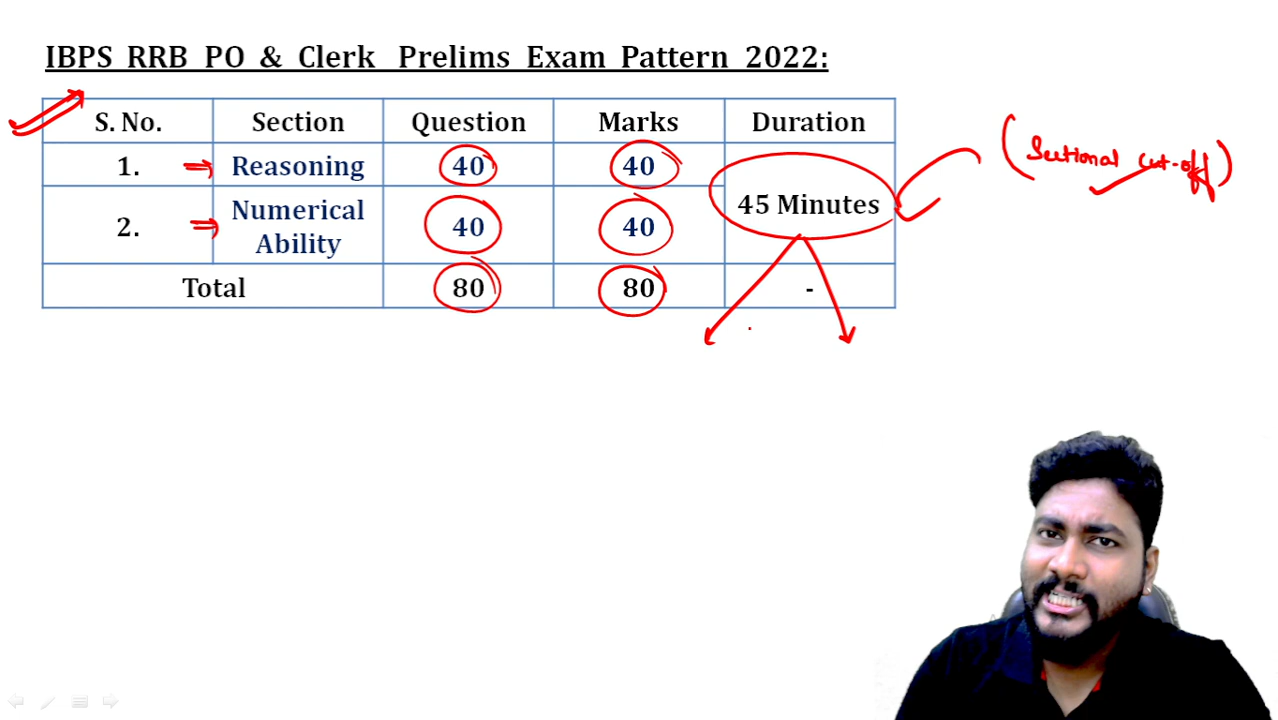 IBPS RRB PO & Clerk Prelims Exam Pattern 2022:
S. No. Section Question Marks Duration
1. Reasoning 40 40 45 Minutes
2. Numerical Ability 40 40
Total 80 80 -
(Sectional cut-off)